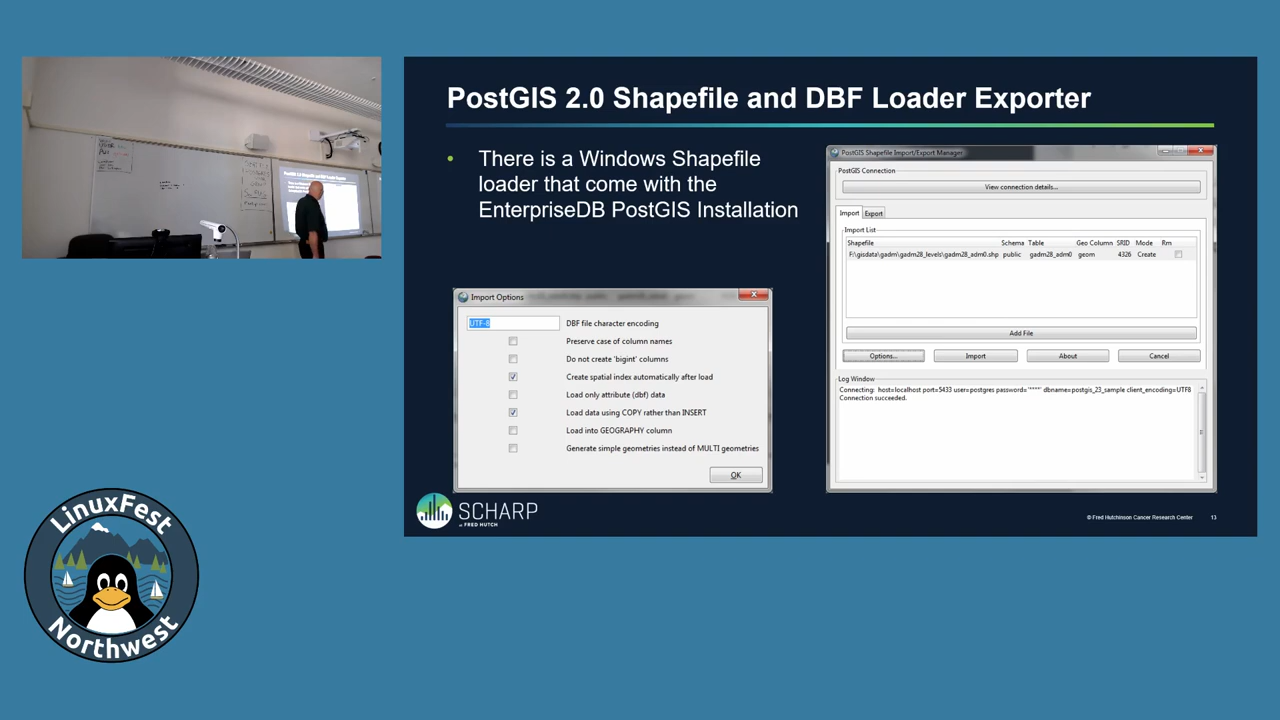 PostGIS 2.0 Shapefile and DBF Loader Exporter
• There is a Windows Shapefile
loader that come with the
EnterpriseDB PostGIS Installation
Import Options
UTF-8 DBF file character encoding
Preserve case of column names
Do not create 'bigint' columns
Create spatial index automatically after load
Load only attribute (dbf) data
Load data using COPY rather than INSERT
Load into GEOGRAPHY column
Generate simple geometries instead of MULTI geometries
OK
PostGIS Shapefile Import/Export Manager
PostGIS Connection
View connection details...
Import Export
Import List
Shapefile Schema Table Geo Column SRID Mode Rm
F:\gisdata\gadm\gadm28_levels\gadm28_adm0.shp public gadm28_adm0 geom 4326 Create
Add File
Options... Import About Cancel
Log Window
Connecting: host=localhost port=5433 user=postgres password='****' dbname=postgis_23_sample client_encoding=UTF8
Connection succeeded.
SCHARP
at FRED HUTCH
© Fred Hutchinson Cancer Research Center 13
LinuxFest
Northwest